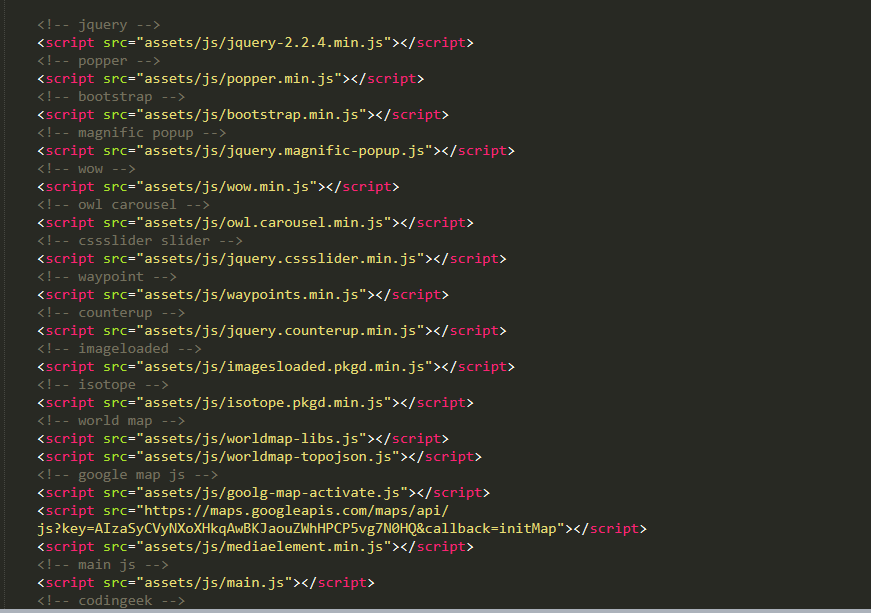 <!-- jquery -->
<script src="assets/js/jquery-2.2.4.min.js"></script>
<!-- popper -->
<script src="assets/js/popper.min.js"></script>
<!-- bootstrap -->
<script src="assets/js/bootstrap.min.js"></script>
<!-- magnific popup -->
<script src="assets/js/jquery.magnific-popup.js"></script>
<!-- wow -->
<script src="assets/js/wow.min.js"></script>
<!-- owl carousel -->
<script src="assets/js/owl.carousel.min.js"></script>
<!-- cssslider slider -->
<script src="assets/js/jquery.cssslider.min.js"></script>
<!-- waypoint -->
<script src="assets/js/waypoints.min.js"></script>
<!-- counterup -->
<script src="assets/js/jquery.counterup.min.js"></script>
<!-- imageloaded -->
<script src="assets/js/imagesloaded.pkgd.min.js"></script>
<!-- isotope -->
<script src="assets/js/isotope.pkgd.min.js"></script>
<!-- world map -->
<script src="assets/js/worldmap-libs.js"></script>
<script src="assets/js/worldmap-topojson.js"></script>
<!-- google map js -->
<script src="assets/js/goolg-map-activate.js"></script>
<script src="https://maps.googleapis.com/maps/api/
js?key=AIzaSyCVyNXoXHkqAwBKJaouZWhHPCP5vg7N0HQ&callback=initMap"></script>
<script src="assets/js/mediaelement.min.js"></script>
<!-- main js -->
<script src="assets/js/main.js"></script>
<!-- codingeek -->